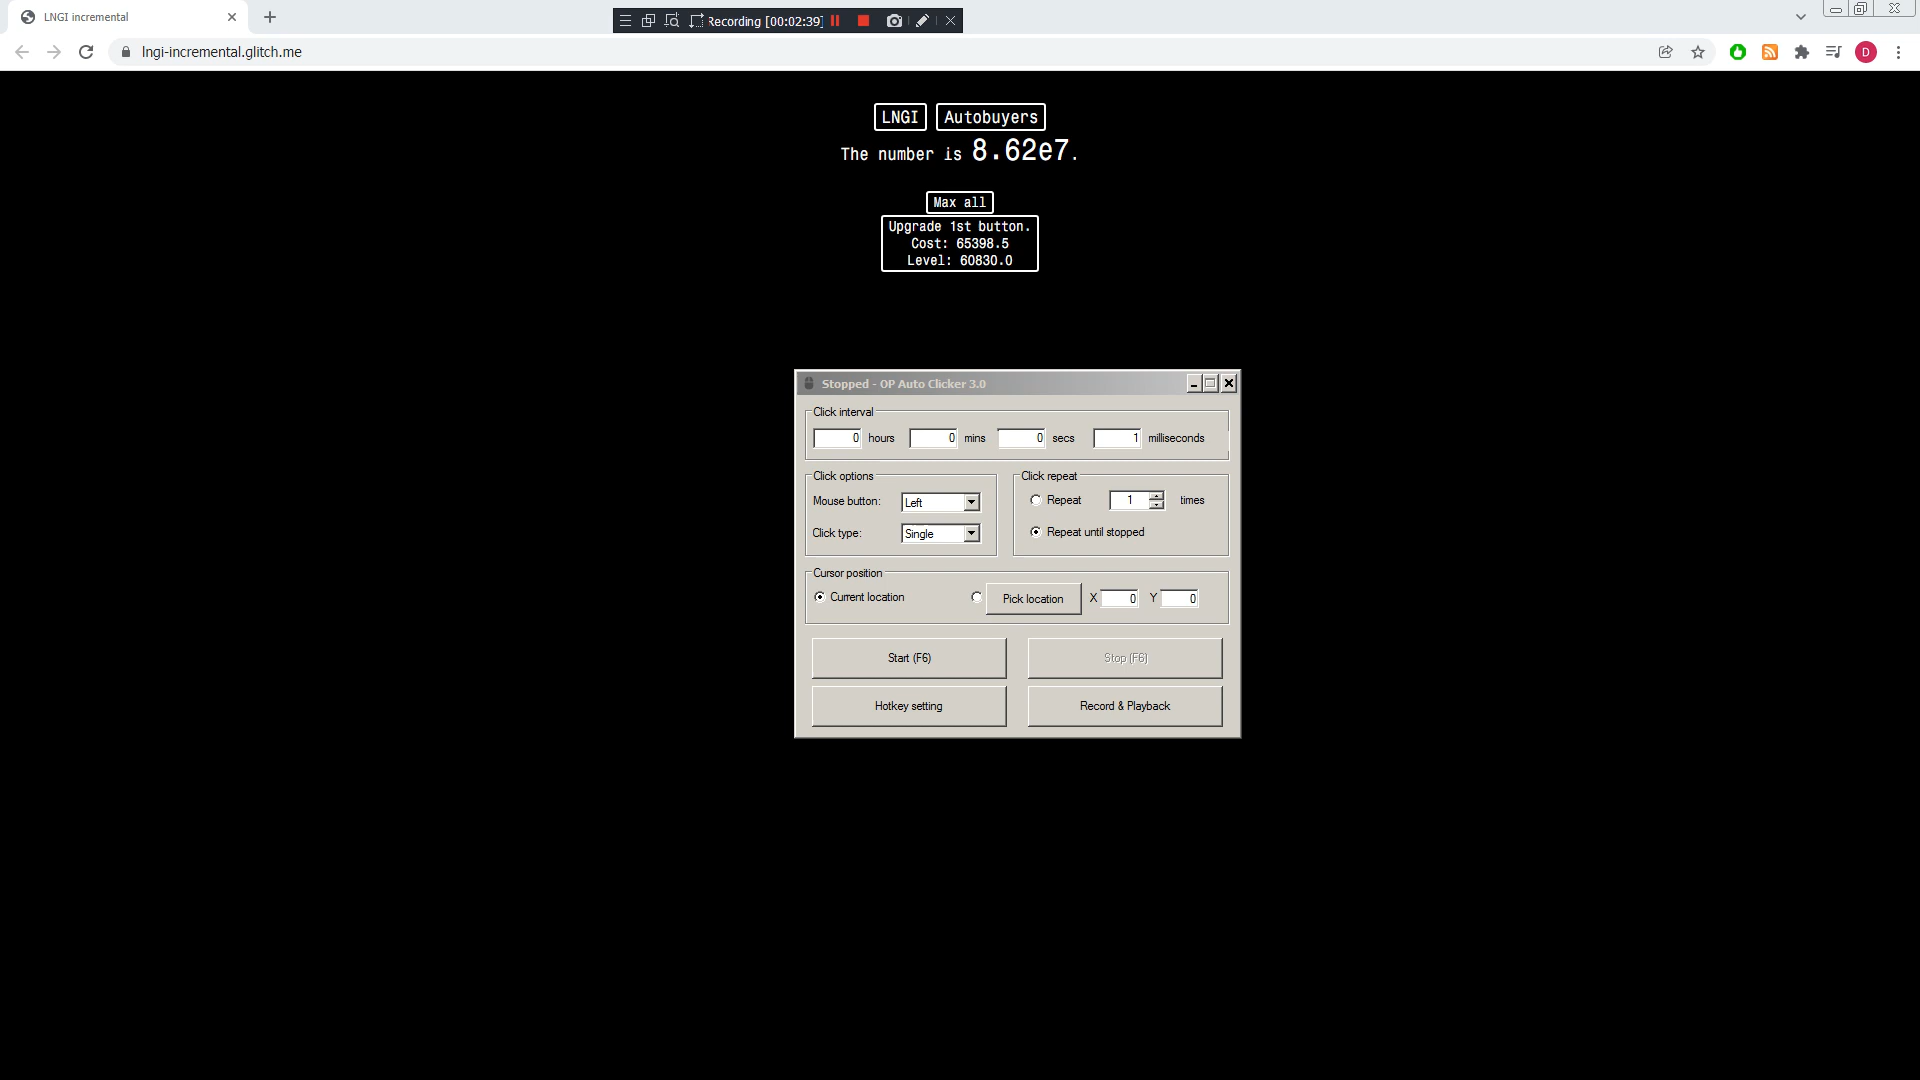 LNGI incremental
Recording [00:02:39]
lngi-incremental.glitch.me
D
LNGI Autobuyers
The number is 8.62e7.
Max all
Upgrade 1st button.
Cost: 65398.5
Level: 60830.0
Stopped - OP Auto Clicker 3.0
Click interval
0 hours 0 mins 0 secs 1 milliseconds
Click options
Mouse button: Left
Click type: Single
Click repeat
Repeat 1 times
Repeat until stopped
Cursor position
Current location Pick location X 0 Y 0
Start (F6) Stop (F6)
Hotkey setting Record & Playback